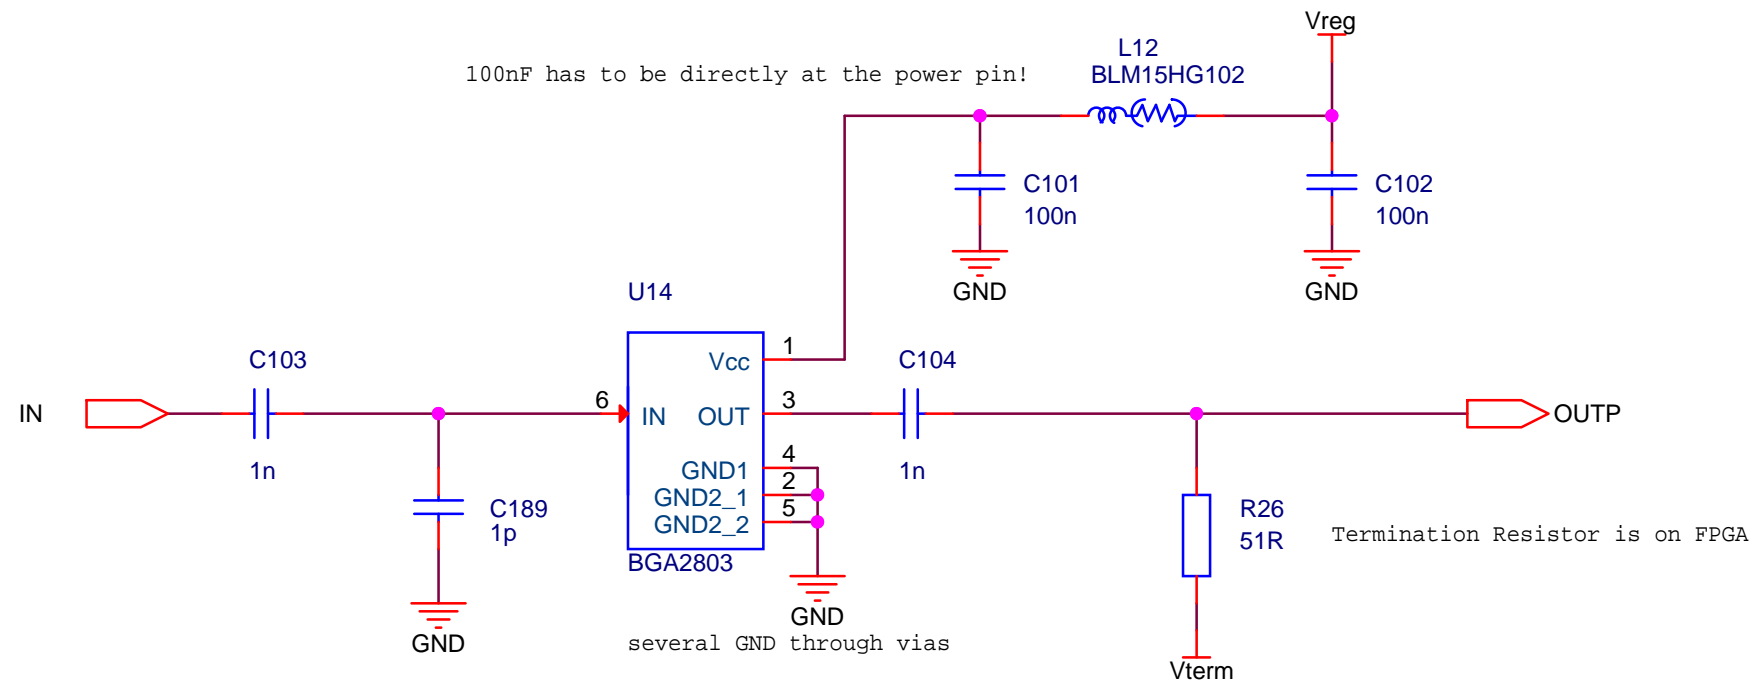 Vreg
L12
100nF has to be directly at the power pin!
BLM15HG102
C101
100n
C102
100n
GND
GND
U14
C103
1
Vcc
C104
IN
6
IN
OUT
3
OUTP
1n
GND1
4
1n
GND2_1
2
GND2_2
5
C189
1p
R26
51R
Termination Resistor is on FPGA
BGA2803
GND
GND
several GND through vias
Vterm